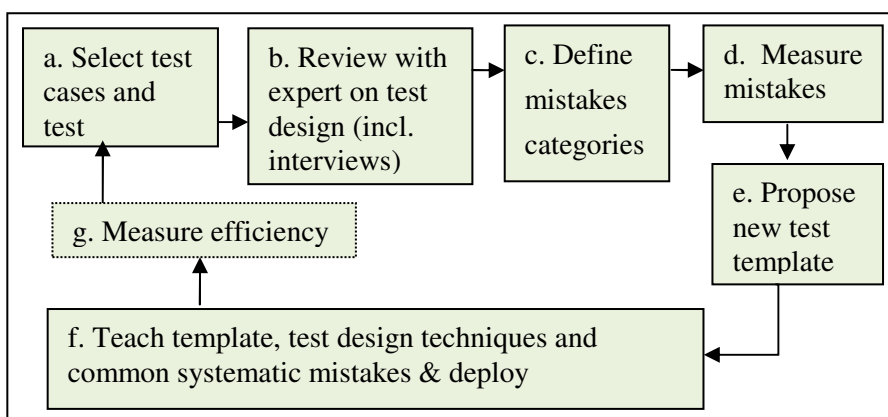 a. Select test
cases and
test
b. Review with
expert on test
design (incl.
interviews)
c. Define
mistakes
categories
d. Measure
mistakes
e. Propose
new test
template
f. Teach template, test design techniques and
common systematic mistakes & deploy
g. Measure efficiency